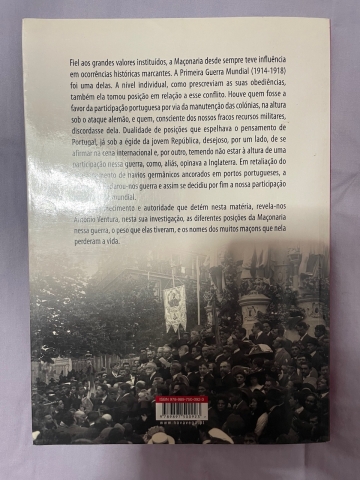 Fiel aos grandes valores instituídos, a Maçonaria desde sempre teve influência
em ocorrências históricas marcantes. A Primeira Guerra Mundial (1914-1918)
foi uma delas. A nível individual, como prescreviam as suas obediências,
também ela tomou posição em relação a esse conflito. Houve quem fosse a
favor da participação portuguesa por via da manutenção das colónias, na altura
sob o ataque alemão, e quem, consciente dos nossos fracos recursos militares,
discordasse dela. Dualidade de posições que espelhava o pensamento de
Portugal, já sob a égide da jovem República, desejoso, por um lado, de se
afirmar na cena internacional e, por outro, temendo não estar à altura de uma
participação nessa guerra, como, aliás, opinava a Inglaterra. Em retaliação do
de navios germânicos ancorados em portos portugueses, a
guerra e assim se decidiu por fim a nossa participação
mundial.
e autoridade que detém nesta matéria, revela-nos
António Ventura, nesta sua investigação, as diferentes posições da Maçonaria
nessa guerra, o peso que elas tiveram, e os nomes dos muitos maçons que nela
perderam a vida.